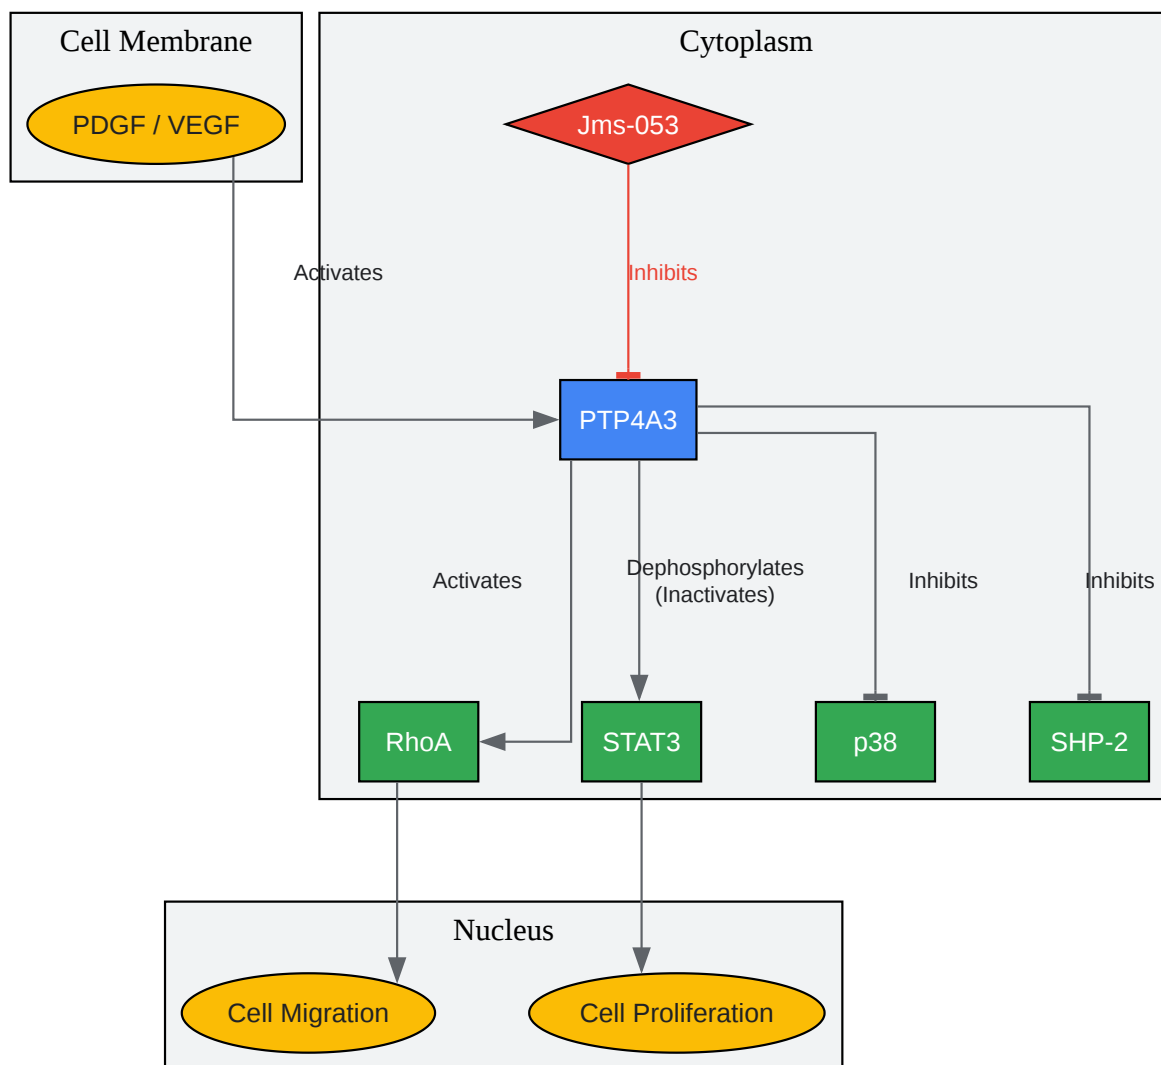 Cell Membrane
Cytoplasm
PDGF / VEGF
Jms-053
Activates
Inhibits
PTP4A3
Activates
Dephosphorylates
(Inactivates)
Inhibits
Inhibits
RhoA
STAT3
p38
SHP-2
Nucleus
Cell Migration
Cell Proliferation